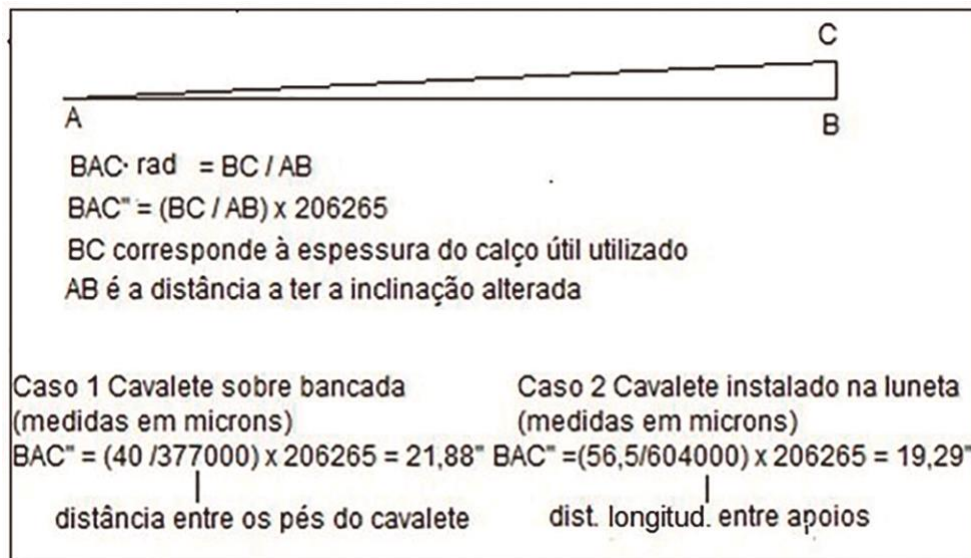 C
A
B
BAC· rad = BC / AB
BAC" = (BC / AB) x 206265
BC corresponde à espessura do calço útil utilizado
AB é a distância a ter a inclinação alterada
Caso 1 Cavalete sobre bancada
(medidas em microns)
BAC" = (40 /377000) x 206265 = 21,88"
distância entre os pés do cavalete
Caso 2 Cavalete instalado na luneta
(medidas em microns)
BAC" =(56,5/604000) x 206265 = 19,29"
dist. longitud. entre apoios